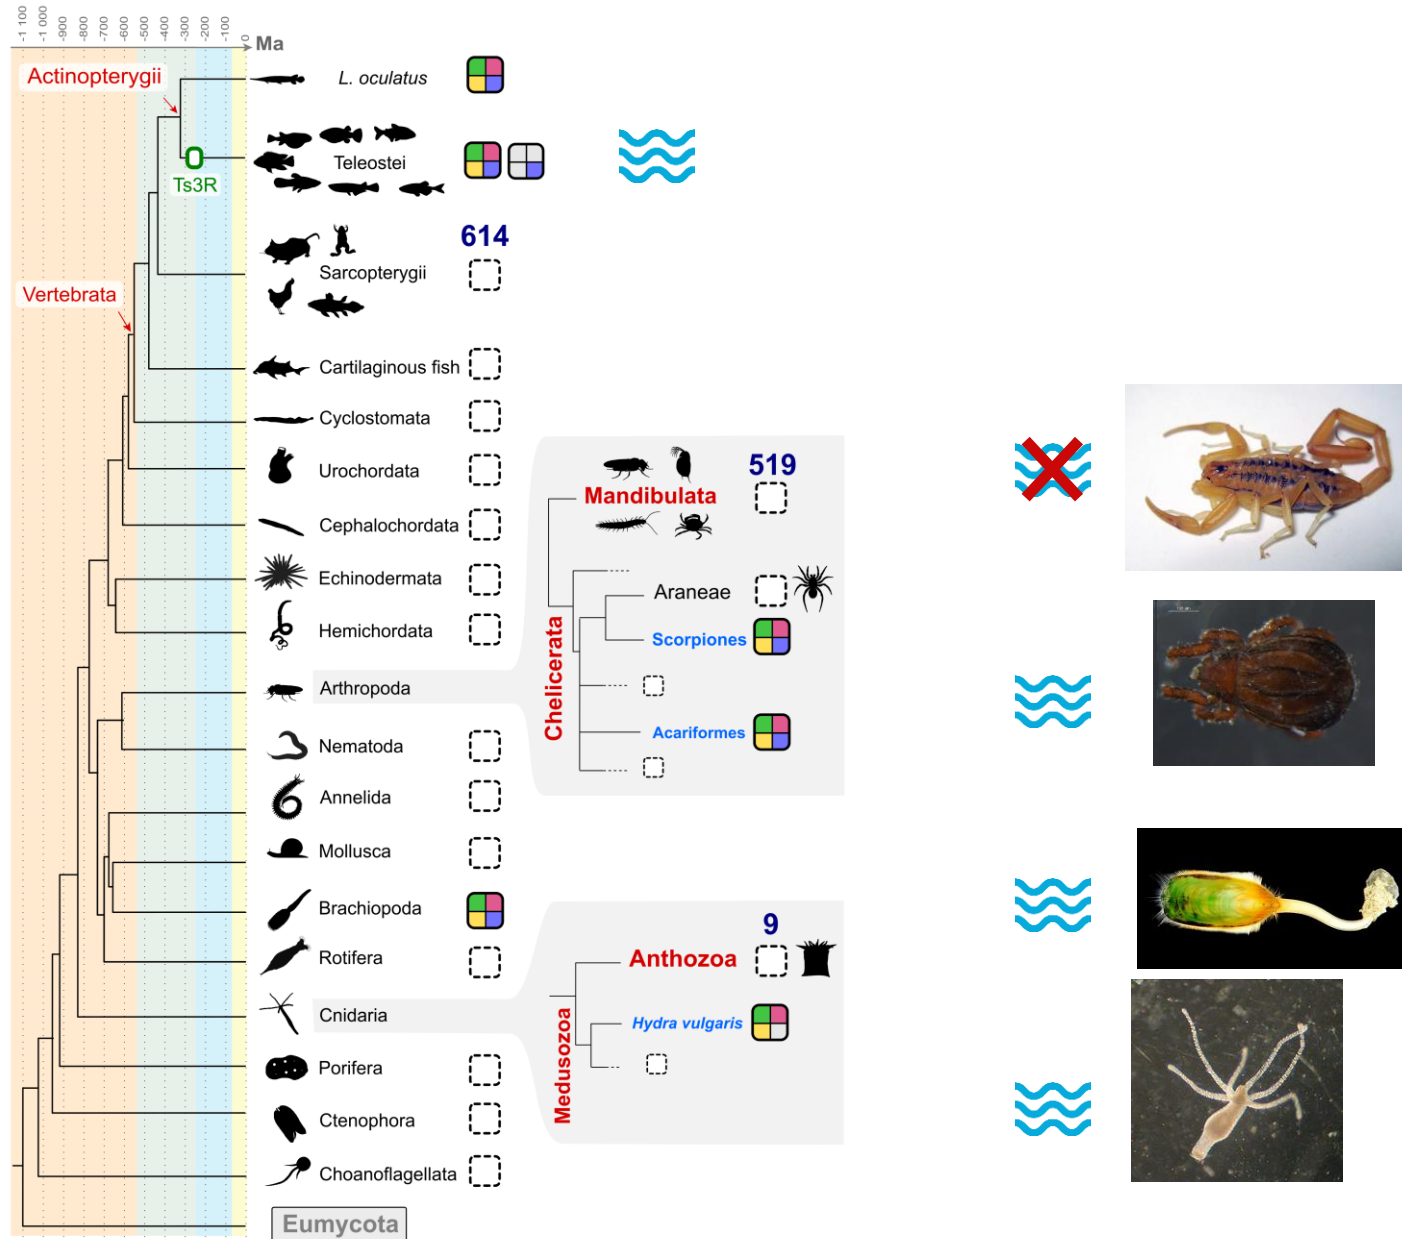 -1 100
-1 000
-900
-800
-700
-600
-500
-400
-300
-200
-100
0
Ma
Actinopterygii
L. oculatus
Teleostei
Ts3R
614
Sarcopterygii
Vertebrata
Cartilaginous fish
Cyclostomata
Urochordata
Cephalochordata
Echinodermata
Hemichordata
Arthropoda
Nematoda
Annelida
Mollusca
Brachiopoda
Rotifera
Cnidaria
Porifera
Ctenophora
Choanoflagellata
Eumycota
519
Mandibulata
Araneae
Scorpiones
Chelicerata
Acariformes
9
Anthozoa
Hydra vulgaris
Medusozoa